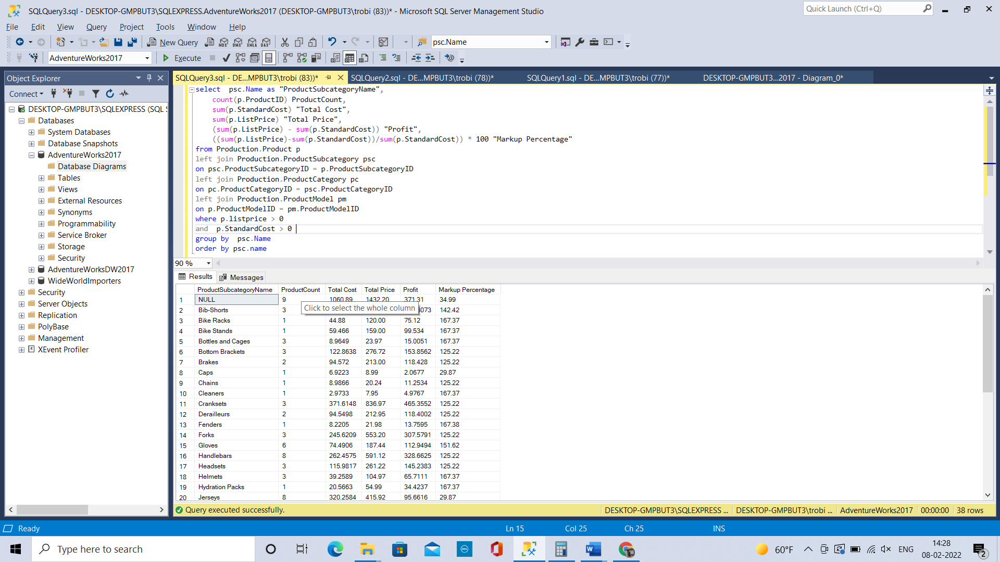 SQLQuery3.sql - DESKTOP-GMPBUT3\SQLEXPRESS.AdventureWorks2017 (DESKTOP-GMPBUT3\trobi (83))* - Microsoft SQL Server Management Studio
Quick Launch (Ctrl+Q)
File Edit View Query Project Tools Window Help
New Query MDX DMX XMLA DAX psc.Name
AdventureWorks2017 Execute
Object Explorer
Connect
DESKTOP-GMPBUT3\SQLEXPRESS (SQL S
Databases
System Databases
Database Snapshots
AdventureWorks2017
Database Diagrams
Tables
Views
External Resources
Synonyms
Programmability
Service Broker
Storage
Security
AdventureWorksDW2017
WideWorldImporters
Security
Server Objects
Replication
PolyBase
Management
XEvent Profiler
SQLQuery3.sql - DE...MPBUT3\trobi (83))* SQLQuery2.sql - DE...MPBUT3\trobi (78))* SQLQuery1.sql - DE...MPBUT3\trobi (77))* DESKTOP-GMPBUT3...2017 - Diagram_0*
select psc.Name as "ProductSubcategoryName",
count(p.ProductID) ProductCount,
sum(p.StandardCost) "Total Cost",
sum(p.ListPrice) "Total Price",
(sum(p.ListPrice) - sum(p.StandardCost)) "Profit",
((sum(p.ListPrice)-sum(p.StandardCost))/sum(p.StandardCost)) * 100 "Markup Percentage"
from Production.Product p
left join Production.ProductSubcategory psc
on psc.ProductSubcategoryID = p.ProductSubcategoryID
left join Production.ProductCategory pc
on pc.ProductCategoryID = psc.ProductCategoryID
left join Production.ProductModel pm
on p.ProductModelID = pm.ProductModelID
where p.listprice > 0
and p.StandardCost > 0
group by psc.Name
order by psc.name
90 %
Results Messages
ProductSubcategoryName ProductCount Total Cost Total Price Profit Markup Percentage
1 NULL 9 1060.89 1432.20 371.31 34.99
2 Bib-Shorts 3 142.42
Click to select the whole column
3 Bike Racks 1 44.88 120.00 75.12 167.37
4 Bike Stands 1 59.466 159.00 99.534 167.37
5 Bottles and Cages 3 8.9649 23.97 15.0051 167.37
6 Bottom Brackets 3 122.8638 276.72 153.8562 125.22
7 Brakes 2 94.572 213.00 118.428 125.22
8 Caps 1 6.9223 8.99 2.0677 29.87
9 Chains 1 8.9866 20.24 11.2534 125.22
10 Cleaners 1 2.9733 7.95 4.9767 167.37
11 Cranksets 3 371.6148 836.97 465.3552 125.22
12 Derailleurs 2 94.5498 212.95 118.4002 125.22
13 Fenders 1 8.2205 21.98 13.7595 167.38
14 Forks 3 245.6209 553.20 307.5791 125.22
15 Gloves 6 74.4906 187.44 112.9494 151.62
16 Handlebars 8 262.4575 591.12 328.6625 125.22
17 Headsets 3 115.9817 261.22 145.2383 125.22
18 Helmets 3 39.2589 104.97 65.7111 167.37
19 Hydration Packs 1 20.5663 54.99 34.4237 167.37
20 Jerseys 8 320.2584 415.92 95.6616 29.87
Query executed successfully. DESKTOP-GMPBUT3\SQLEXPRESS ... DESKTOP-GMPBUT3\trobi ... AdventureWorks2017 00:00:00 38 rows
Ready Ln 15 Col 25 Ch 25 INS
Type here to search
60°F ENG 14:28
08-02-2022
2